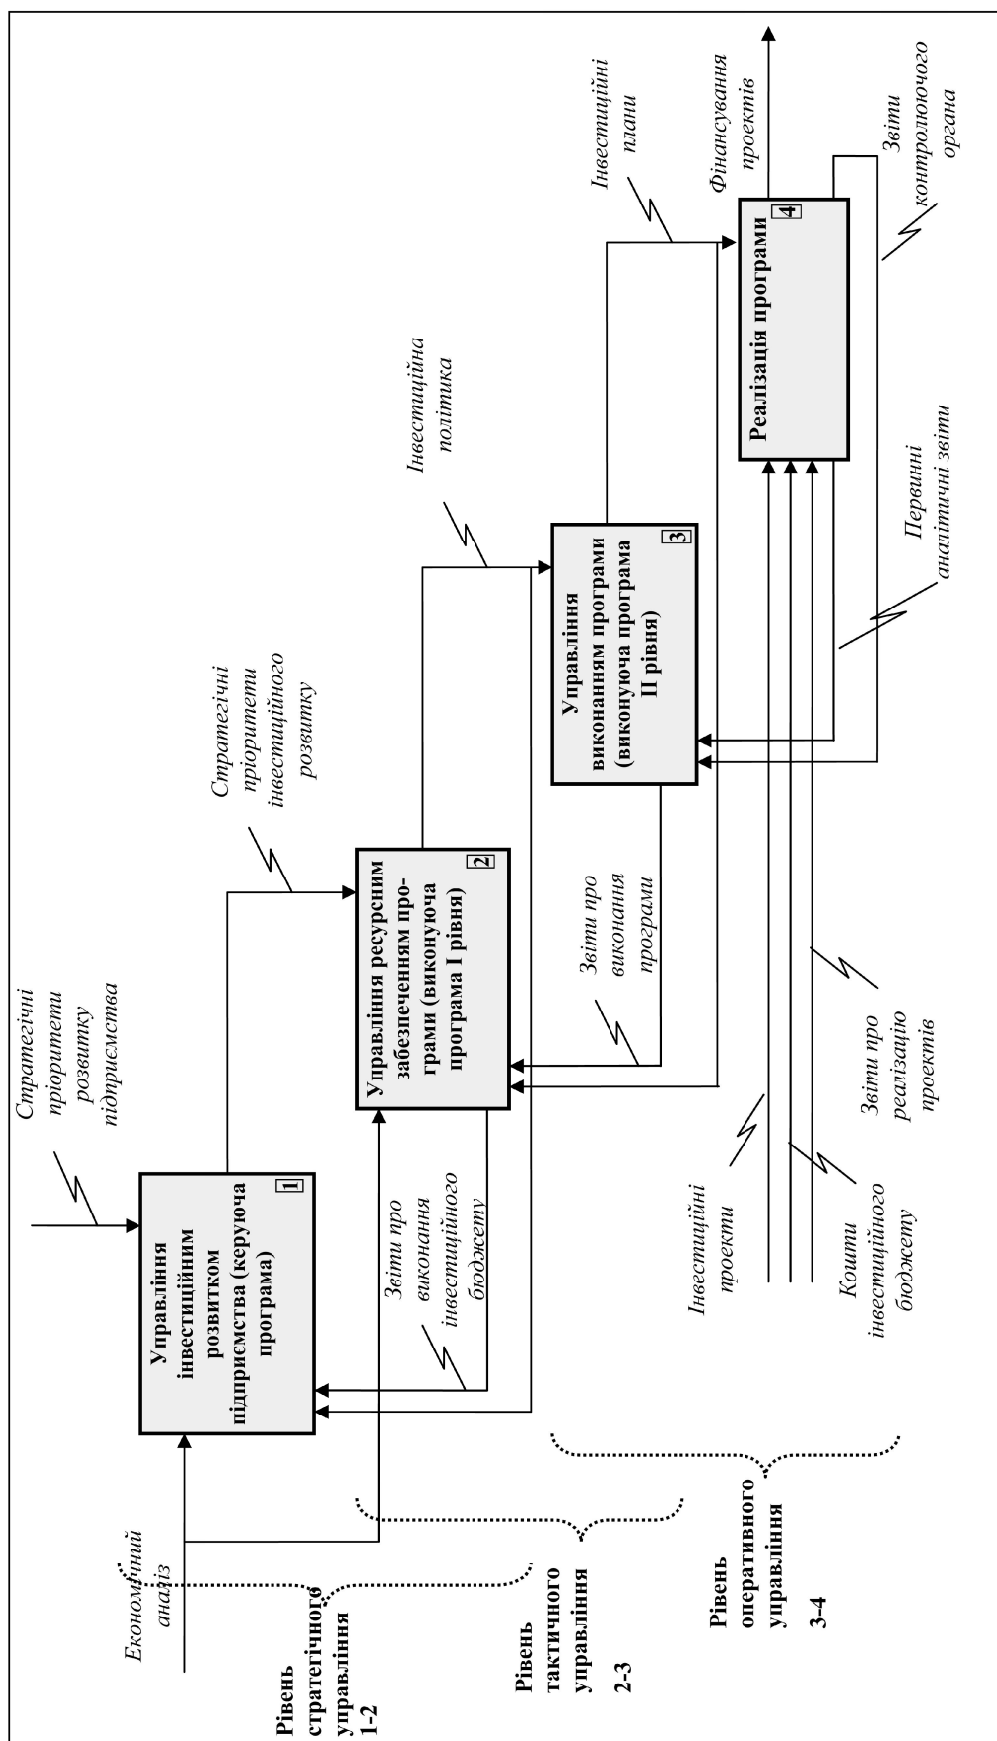 Стратегічні
пріоритети
розвитку
підприємства
Економічний
аналіз
Управління
інвестиційним
розвитком
підприємства (керуюча
програма)
1
Стратегічні
пріоритети
інвестиційного
розвитку
Управління ресурсним
забезпеченням про-
грами (виконуюча
програма І рівня)
2
Звіти про
виконання
інвестиційного
бюджету
Інвестиційна
політика
Управління
виконанням програми
(виконуюча програма
ІІ рівня)
3
Звіти про
виконання
програми
Інвестиційні
плани
Фінансування
проектів
Реалізація програми
4
Звіти
контролюючого
органа
Первинні
аналітичні звіти
Інвестиційні
проекти
Кошти
інвестиційного
бюджету
Звіти про
реалізацію
проектів
Рівень
стратегічного
управління
1-2
Рівень
тактичного
управління
2-3
Рівень
оперативного
управління
3-4